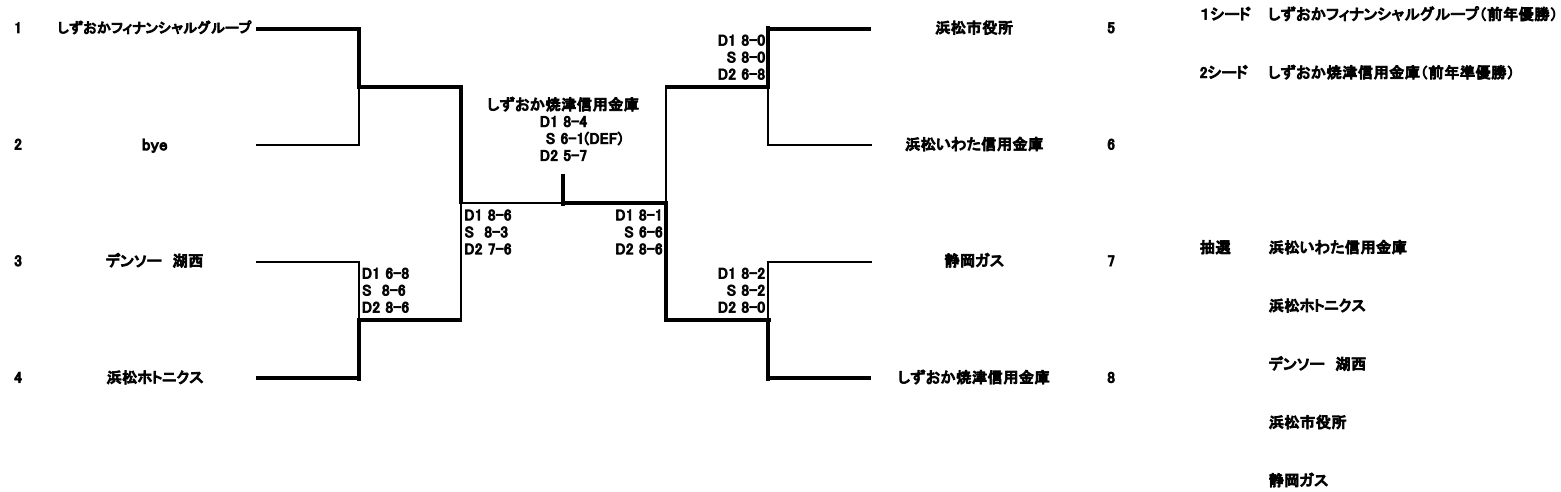 1 しずおかフィナンシャルグループ
2 bye
3 デンソー　湖西
4 浜松ホトニクス
D1 6-8
S 8-6
D2 8-6
D1 8-6
S 8-3
D2 7-6
しずおか焼津信用金庫
D1 8-4
S 6-1(DEF)
D2 5-7
D1 8-1
S 6-6
D2 8-6
D1 8-0
S 8-0
D2 6-8
D1 8-2
S 8-2
D2 8-0
浜松市役所 5
浜松いわた信用金庫 6
静岡ガス 7
しずおか焼津信用金庫 8
1シード しずおかフィナンシャルグループ(前年優勝)
2シード しずおか焼津信用金庫(前年準優勝)
抽選 浜松いわた信用金庫
浜松ホトニクス
デンソー　湖西
浜松市役所
静岡ガス